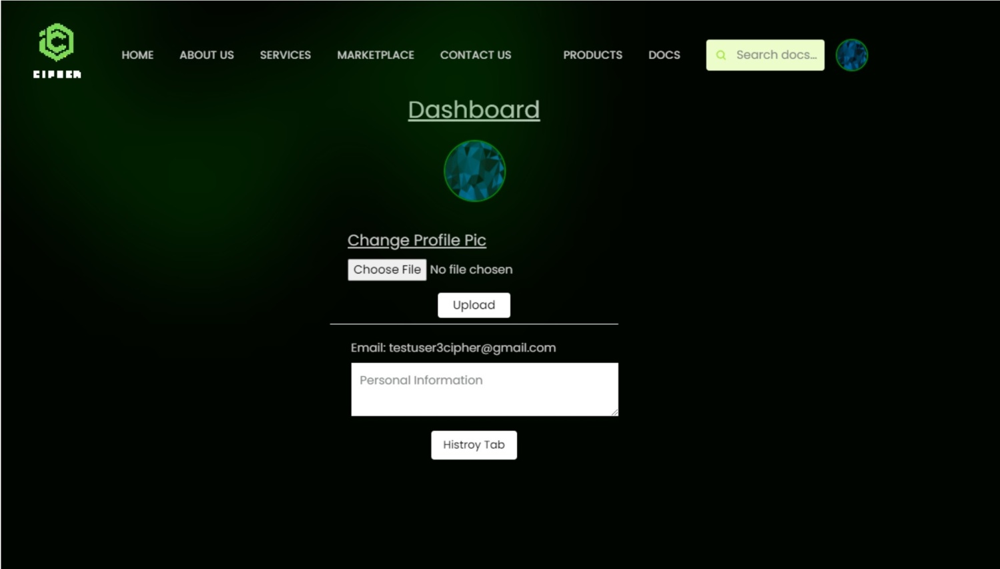 CIPHER
HOME ABOUT US SERVICES MARKETPLACE CONTACT US PRODUCTS DOCS Search docs...
Dashboard
Change Profile Pic
Choose File No file chosen
Upload
Email: testuser3cipher@gmail.com
Personal Information
Histroy Tab